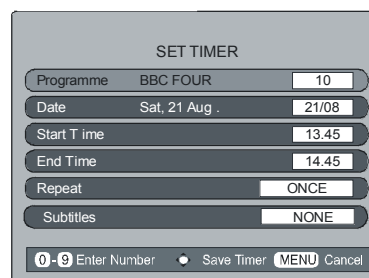 SET TIMER
Programme BBC FOUR 10
Date Sat, 21 Aug . 21/08
Start T ime 13.45
End Time 14.45
Repeat ONCE
Subtitles NONE
0 - 9 Enter Number Save Timer MENU Cancel